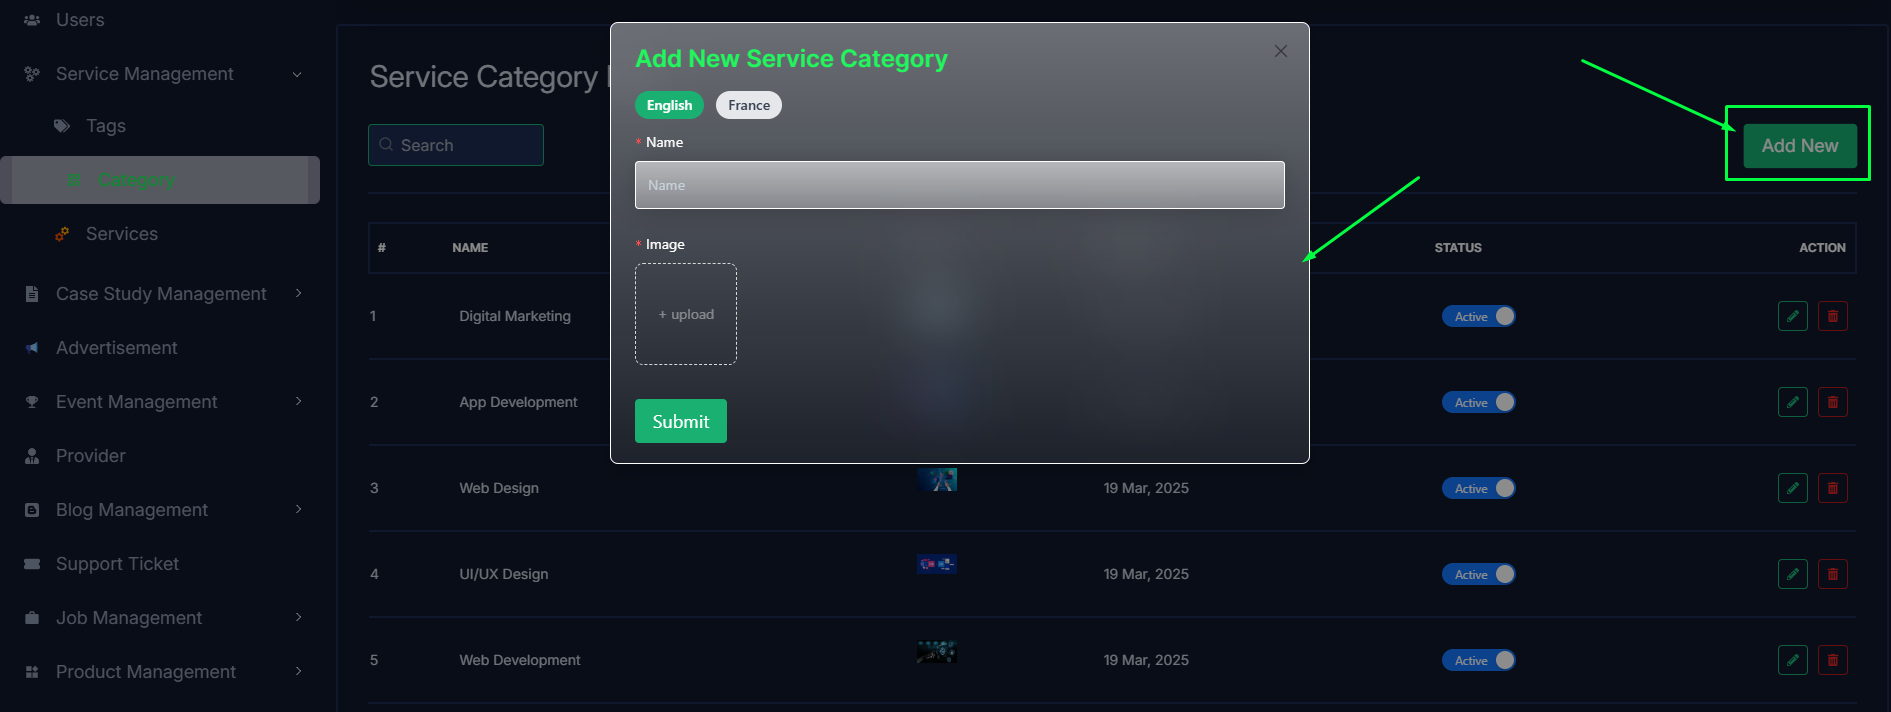 Users
Service Management
Tags
Category
Services
Case Study Management
Advertisement
Event Management
Provider
Blog Management
Support Ticket
Job Management
Product Management
Service Category
Search
Add New
Add New Service Category
English France
* Name
Name
* Image
+ upload
Submit
# NAME STATUS ACTION
1 Digital Marketing Active
2 App Development Active
3 Web Design 19 Mar, 2025 Active
4 UI/UX Design 19 Mar, 2025 Active
5 Web Development 19 Mar, 2025 Active